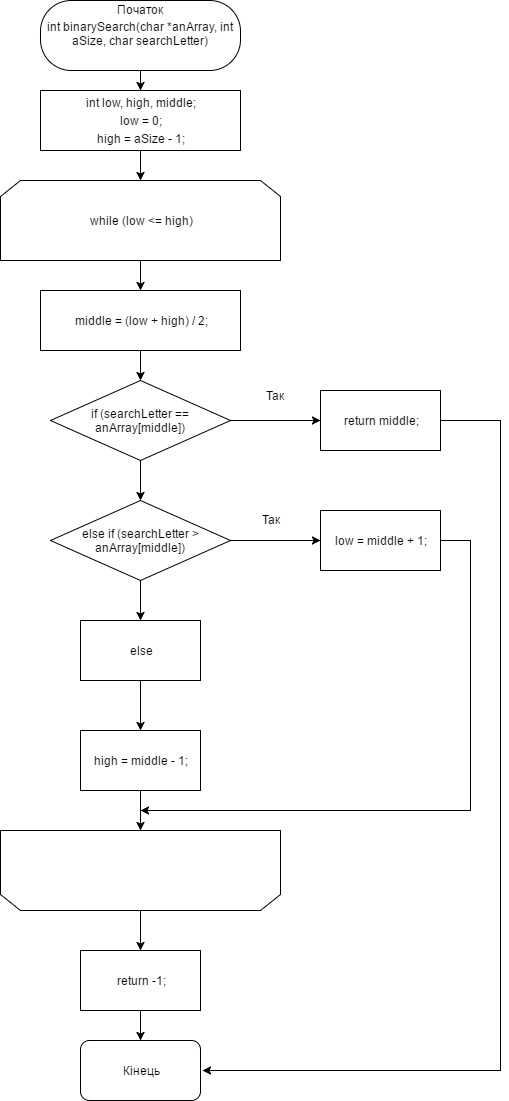 Початок
int binarySearch(char *anArray, int
aSize, char searchLetter)
int low, high, middle;
low = 0;
high = aSize - 1;
while (low <= high)
middle = (low + high) / 2;
if (searchLetter ==
anArray[middle])
Так
return middle;
else if (searchLetter >
anArray[middle])
Так
low = middle + 1;
else
high = middle - 1;
return -1;
Кінець